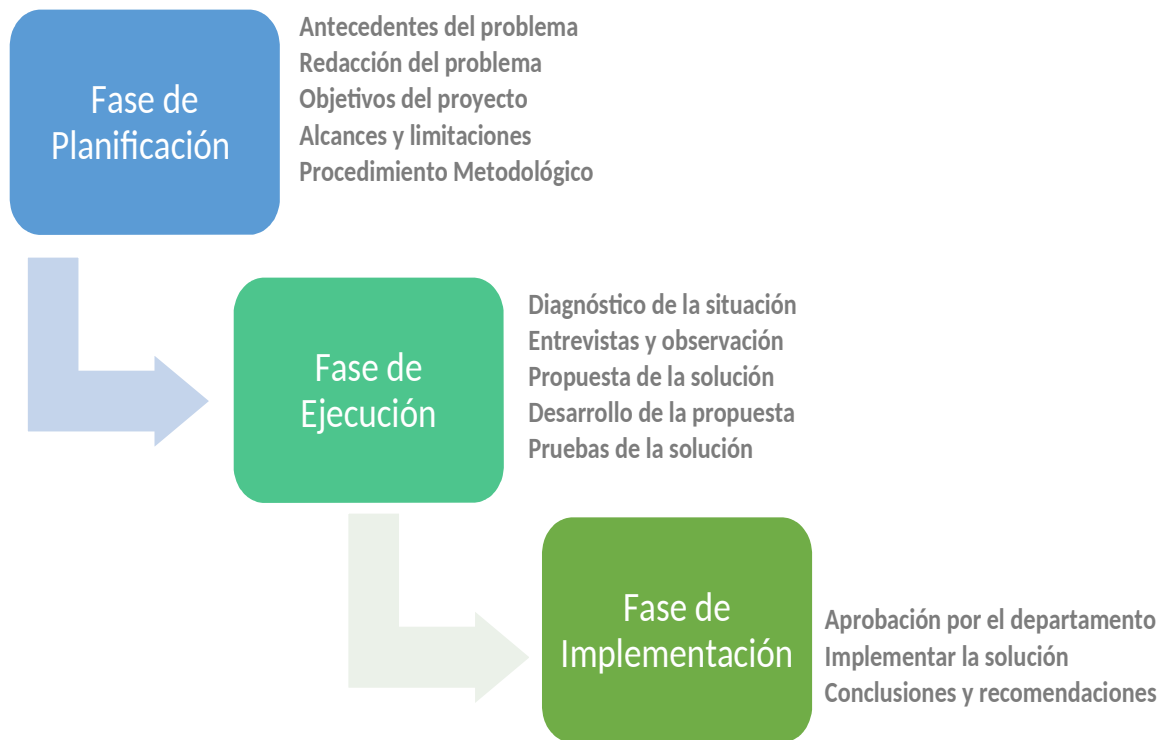 Fase de
Planificación
Antecedentes del problema
Redacción del problema
Objetivos del proyecto
Alcances y limitaciones
Procedimiento Metodológico
Fase de
Ejecución
Diagnóstico de la situación
Entrevistas y observación
Propuesta de la solución
Desarrollo de la propuesta
Pruebas de la solución
Fase de
Implementación
Aprobación por el departamento
Implementar la solución
Conclusiones y recomendaciones